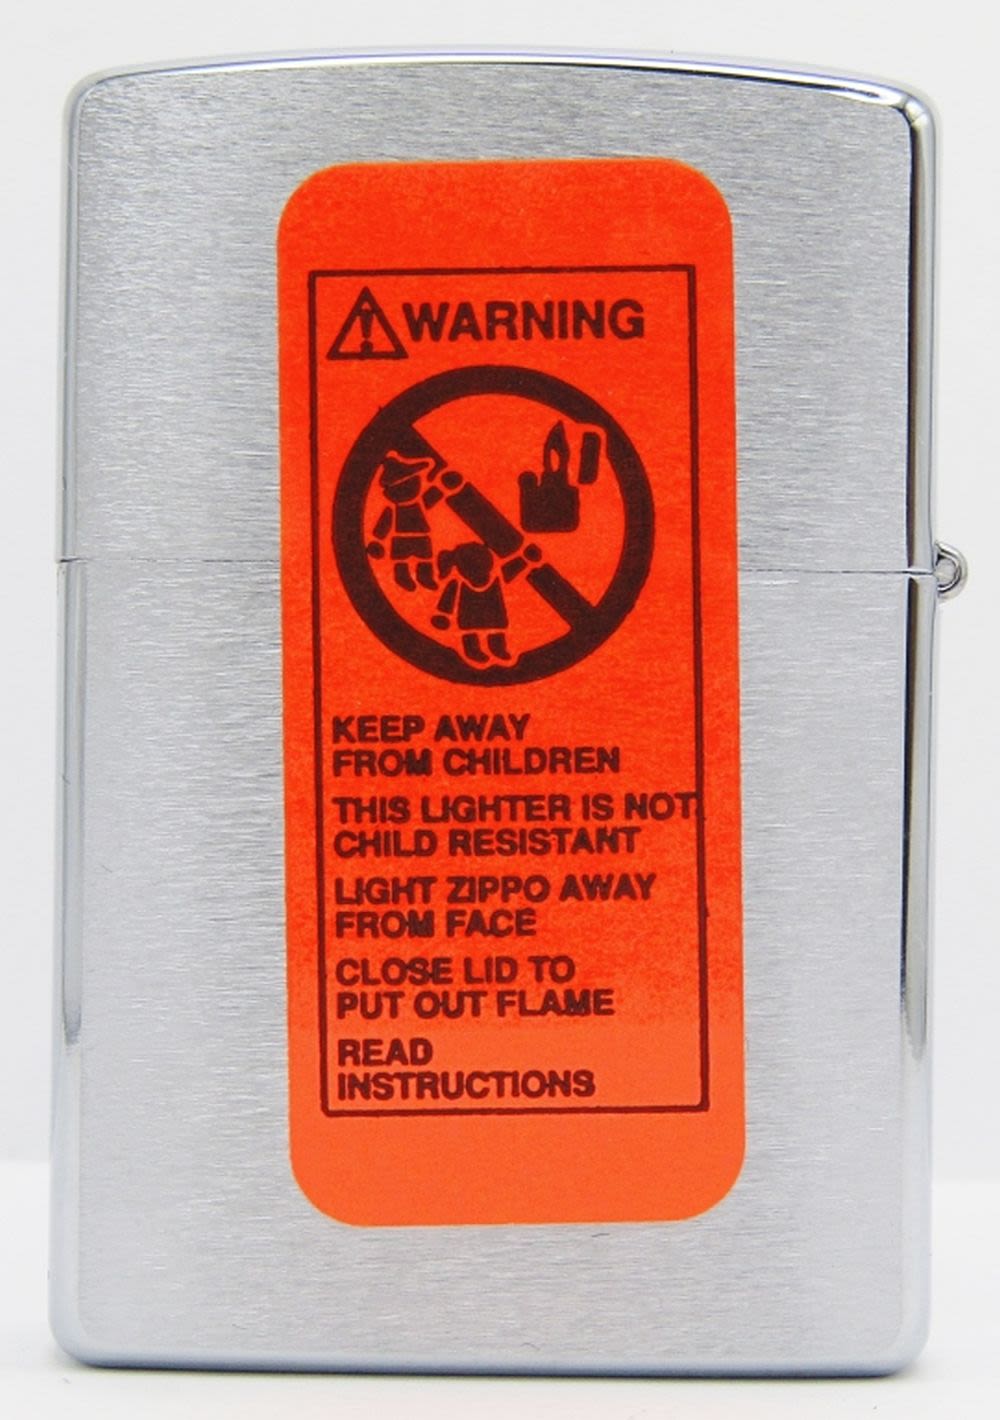 WARNING
KEEP AWAY
FROM CHILDREN
THIS LIGHTER IS NOT
CHILD RESISTANT
LIGHT ZIPPO AWAY
FROM FACE
CLOSE LID TO
PUT OUT FLAME
READ
INSTRUCTIONS